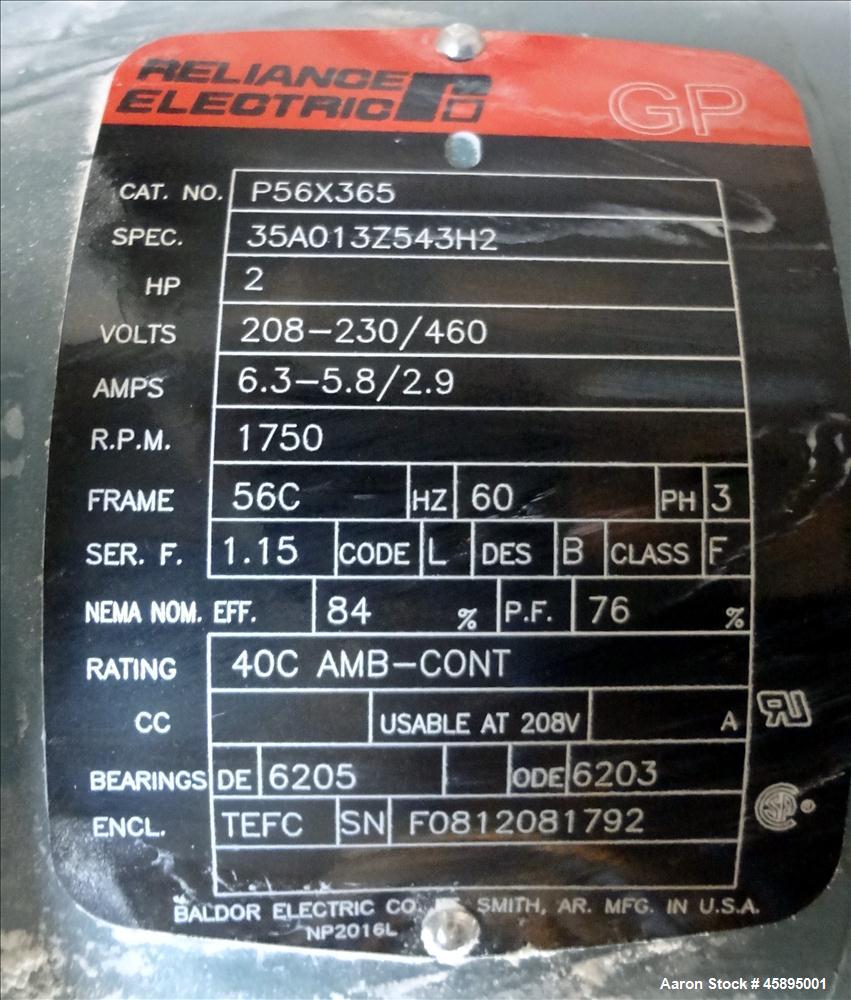 RELIANCE
ELECTRIC
GP
CAT. NO. P56X365
SPEC. 35A013Z543H2
HP 2
VOLTS 208-230/460
AMPS 6.3-5.8/2.9
R.P.M. 1750
FRAME 56C HZ 60 PH 3
SER. F. 1.15 CODE L DES B CLASS F
NEMA NOM. EFF. 84 % P.F. 76 %
RATING 40C AMB-CONT
CC USABLE AT 208V A
BEARINGS DE 6205 ODE 6203
ENCL. TEFC SN F0812081792
BALDOR ELECTRIC CO SMITH, AR. MFG. IN U.S.A.
NP2016L
Aaron Stock # 45895001